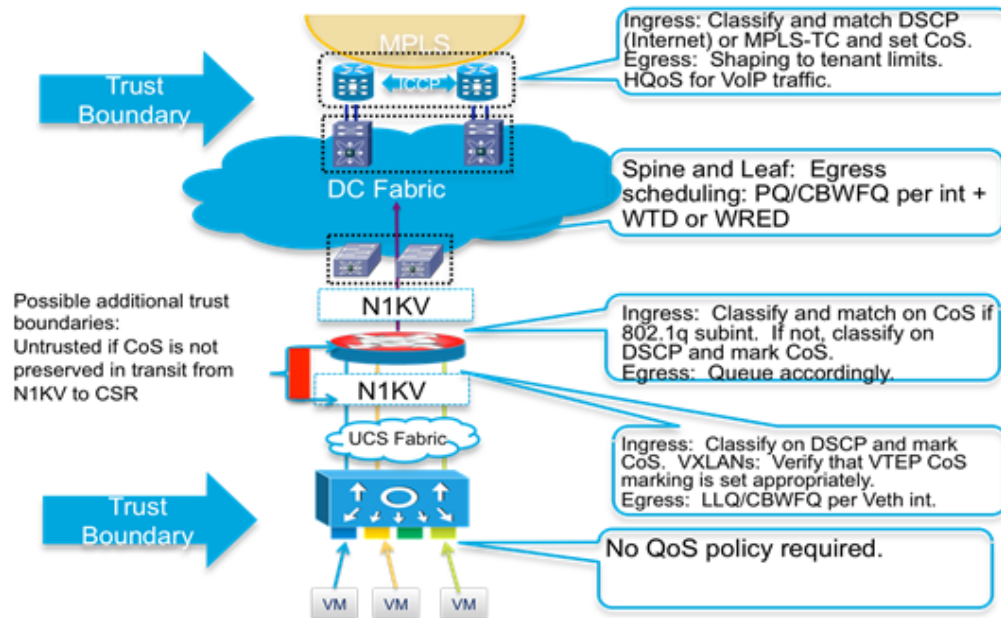 MPLS
ICCP
Trust
Boundary
Ingress: Classify and match DSCP
(Internet) or MPLS-TC and set CoS.
Egress: Shaping to tenant limits.
HQoS for VoIP traffic.
DC Fabric
Spine and Leaf: Egress
scheduling: PQ/CBWFQ per int +
WTD or WRED
N1KV
Possible additional trust
boundaries:
Untrusted if CoS is not
preserved in transit from
N1KV to CSR
Ingress: Classify and match on CoS if
802.1q subint. If not, classify on
DSCP and mark CoS.
Egress: Queue accordingly.
N1KV
UCS Fabric
Ingress: Classify on DSCP and mark
CoS. VXLANs: Verify that VTEP CoS
marking is set appropriately.
Egress: LLQ/CBWFQ per Veth int.
Trust
Boundary
No QoS policy required.
VM
VM
VM